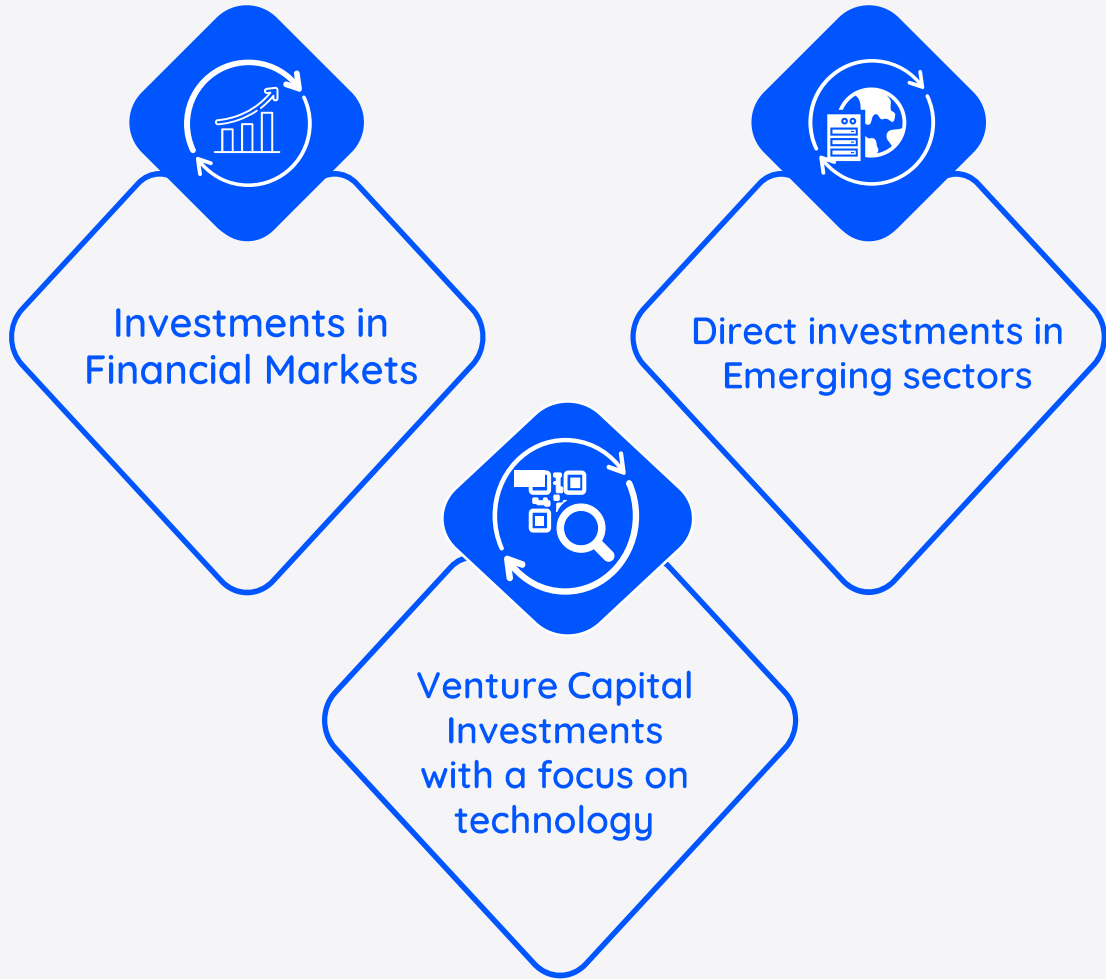 Investments in
Financial Markets
Direct investments in
Emerging sectors
Venture Capital
Investments
with a focus on
technology